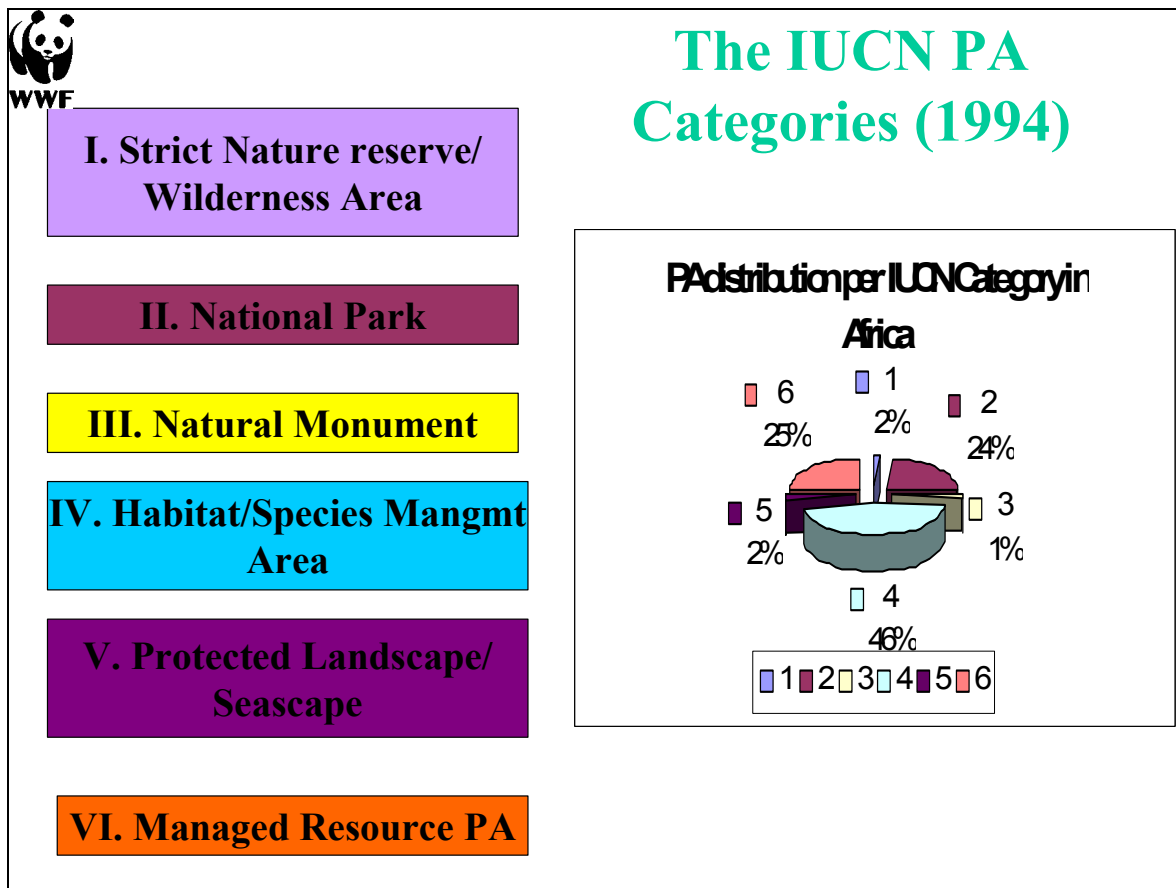 WWF
The IUCN PA
Categories (1994)
I. Strict Nature reserve/
Wilderness Area
II. National Park
III. Natural Monument
IV. Habitat/Species Mangmt
Area
V. Protected Landscape/
Seascape
VI. Managed Resource PA
PA distribution per IUCN Category in
Africa
1
2%
2
24%
3
1%
4
46%
5
2%
6
25%
1 2 3 4 5 6